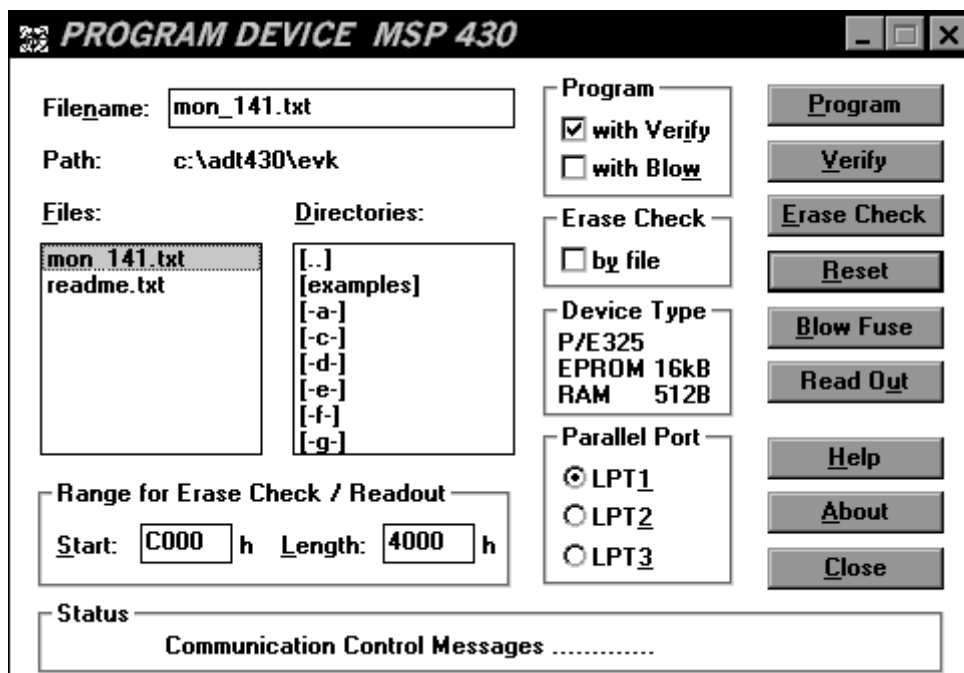 PROGRAM DEVICE MSP 430
Filename: mon_141.txt
Path: c:\adt430\evk
Files:
mon_141.txt
readme.txt
Directories:
[..]
[examples]
[-a-]
[-c-]
[-d-]
[-e-]
[-f-]
[-g-]
Range for Erase Check / Readout
Start: C000 h Length: 4000 h
Program
with Verify
with Blow
Erase Check
by file
Device Type
P/E325
EPROM 16kB
RAM 512B
Parallel Port
LPT1
LPT2
LPT3
Program
Verify
Erase Check
Reset
Blow Fuse
Read Out
Help
About
Close
Status
Communication Control Messages .............